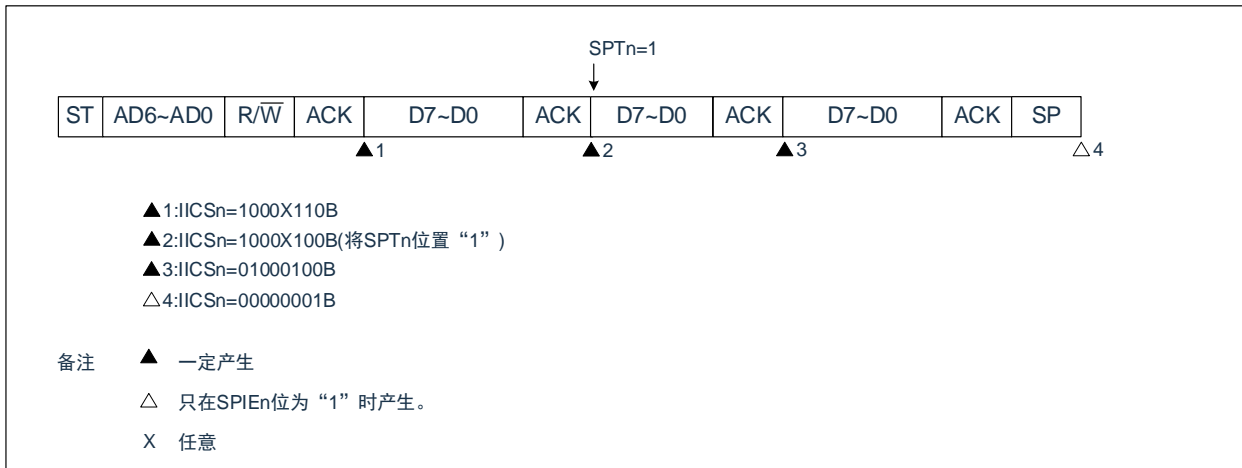 SPTn=1
ST AD6~AD0 R/W̅ ACK D7~D0 ACK D7~D0 ACK D7~D0 ACK SP
▲1 ▲2 ▲3 △4
▲1:IICSn=1000X110B
▲2:IICSn=1000X100B(将SPTn位置“1”)
▲3:IICSn=01000100B
△4:IICSn=00000001B
备注 ▲ 一定产生
△ 只在SPIEn位为“1”时产生。
X 任意